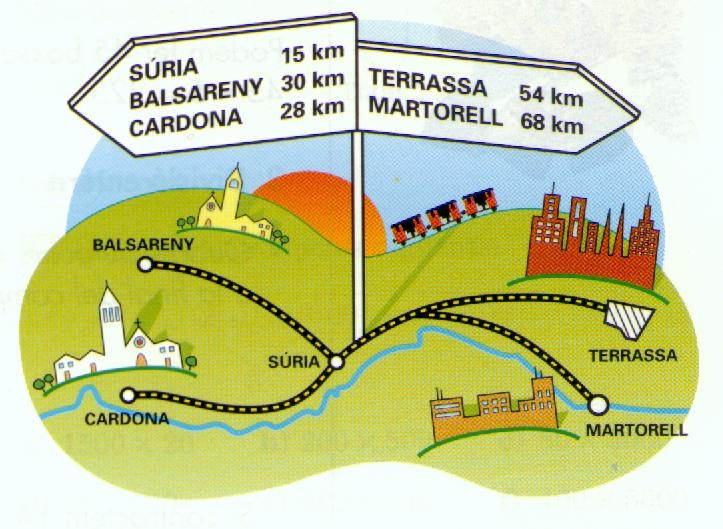 SÚRIA 15 km
BALSARENY 30 km
CARDONA 28 km
TERRASSA 54 km
MARTORELL 68 km
BALSARENY
SÚRIA
TERRASSA
CARDONA
MARTORELL